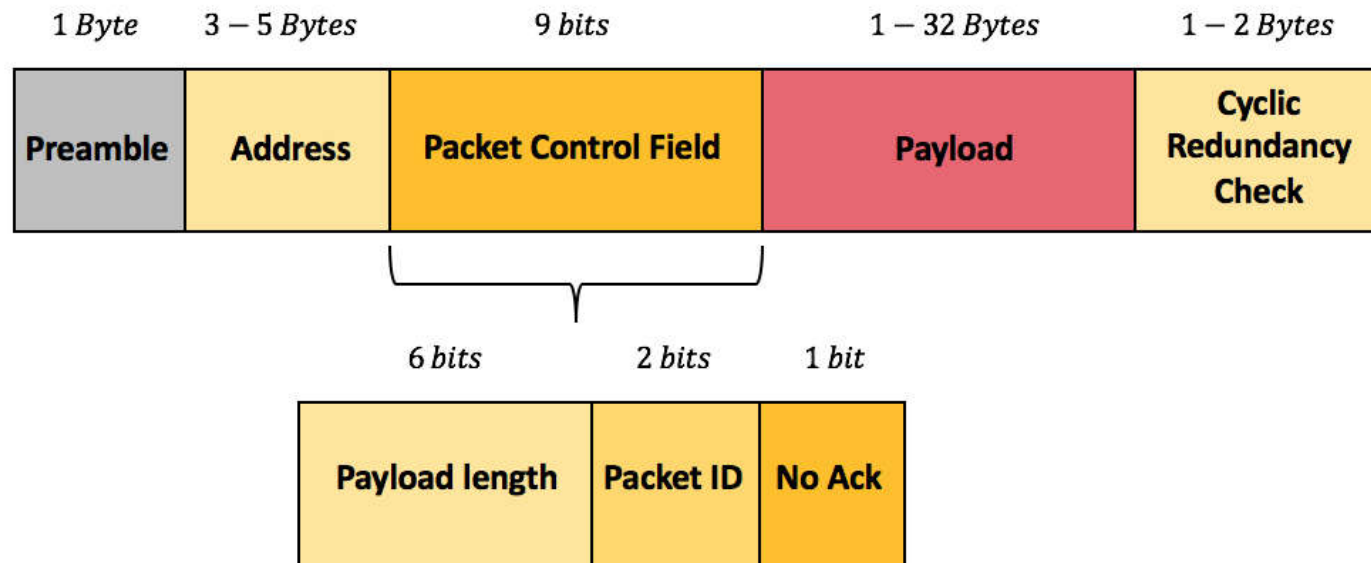 1 Byte 3 – 5 Bytes 9 bits 1 – 32 Bytes 1 – 2 Bytes
Preamble Address Packet Control Field Payload Cyclic
Redundancy
Check
6 bits 2 bits 1 bit
Payload length Packet ID No Ack